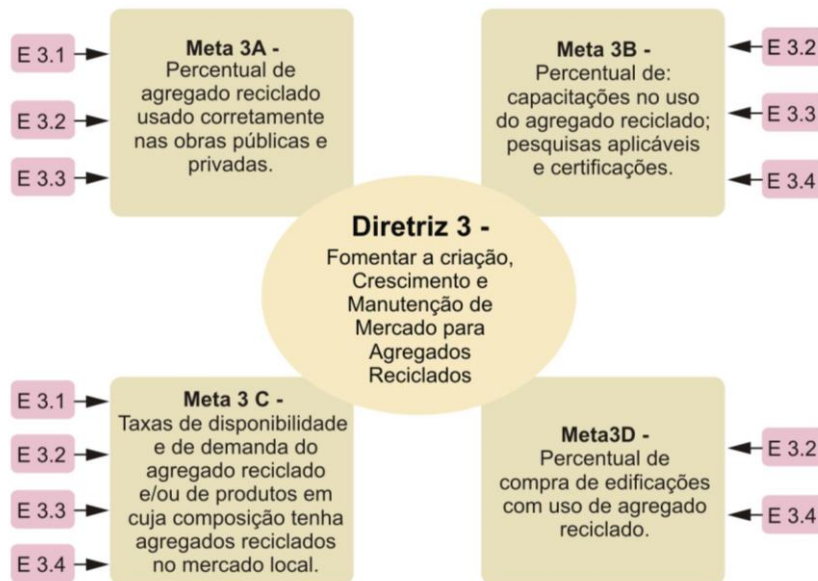 E 3.1
E 3.2
E 3.3
Meta 3A -
Percentual de
agregado reciclado
usado corretamente
nas obras públicas e
privadas.
Meta 3B -
Percentual de:
capacitações no uso
do agregado reciclado;
pesquisas aplicáveis
e certificações.
E 3.2
E 3.3
E 3.4
Diretriz 3 -
Fomentar a criação,
Crescimento e
Manutenção de
Mercado para
Agregados
Reciclados
E 3.1
E 3.2
E 3.3
E 3.4
Meta 3 C -
Taxas de disponibilidade
e de demanda do
agregado reciclado
e/ou de produtos em
cuja composição tenha
agregados reciclados
no mercado local.
Meta3D -
Percentual de
compra de edificações
com uso de agregado
reciclado.
E 3.2
E 3.4